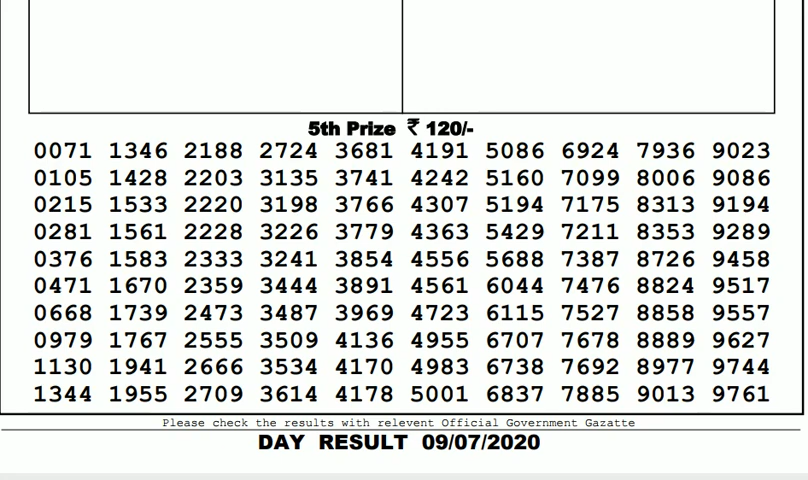 5th Prize ₹ 120/-
0071 1346 2188 2724 3681 4191 5086 6924 7936 9023
0105 1428 2203 3135 3741 4242 5160 7099 8006 9086
0215 1533 2220 3198 3766 4307 5194 7175 8313 9194
0281 1561 2228 3226 3779 4363 5429 7211 8353 9289
0376 1583 2333 3241 3854 4556 5688 7387 8726 9458
0471 1670 2359 3444 3891 4561 6044 7476 8824 9517
0668 1739 2473 3487 3969 4723 6115 7527 8858 9557
0979 1767 2555 3509 4136 4955 6707 7678 8889 9627
1130 1941 2666 3534 4170 4983 6738 7692 8977 9744
1344 1955 2709 3614 4178 5001 6837 7885 9013 9761
Please check the results with relevent Official Government Gazatte
DAY RESULT 09/07/2020